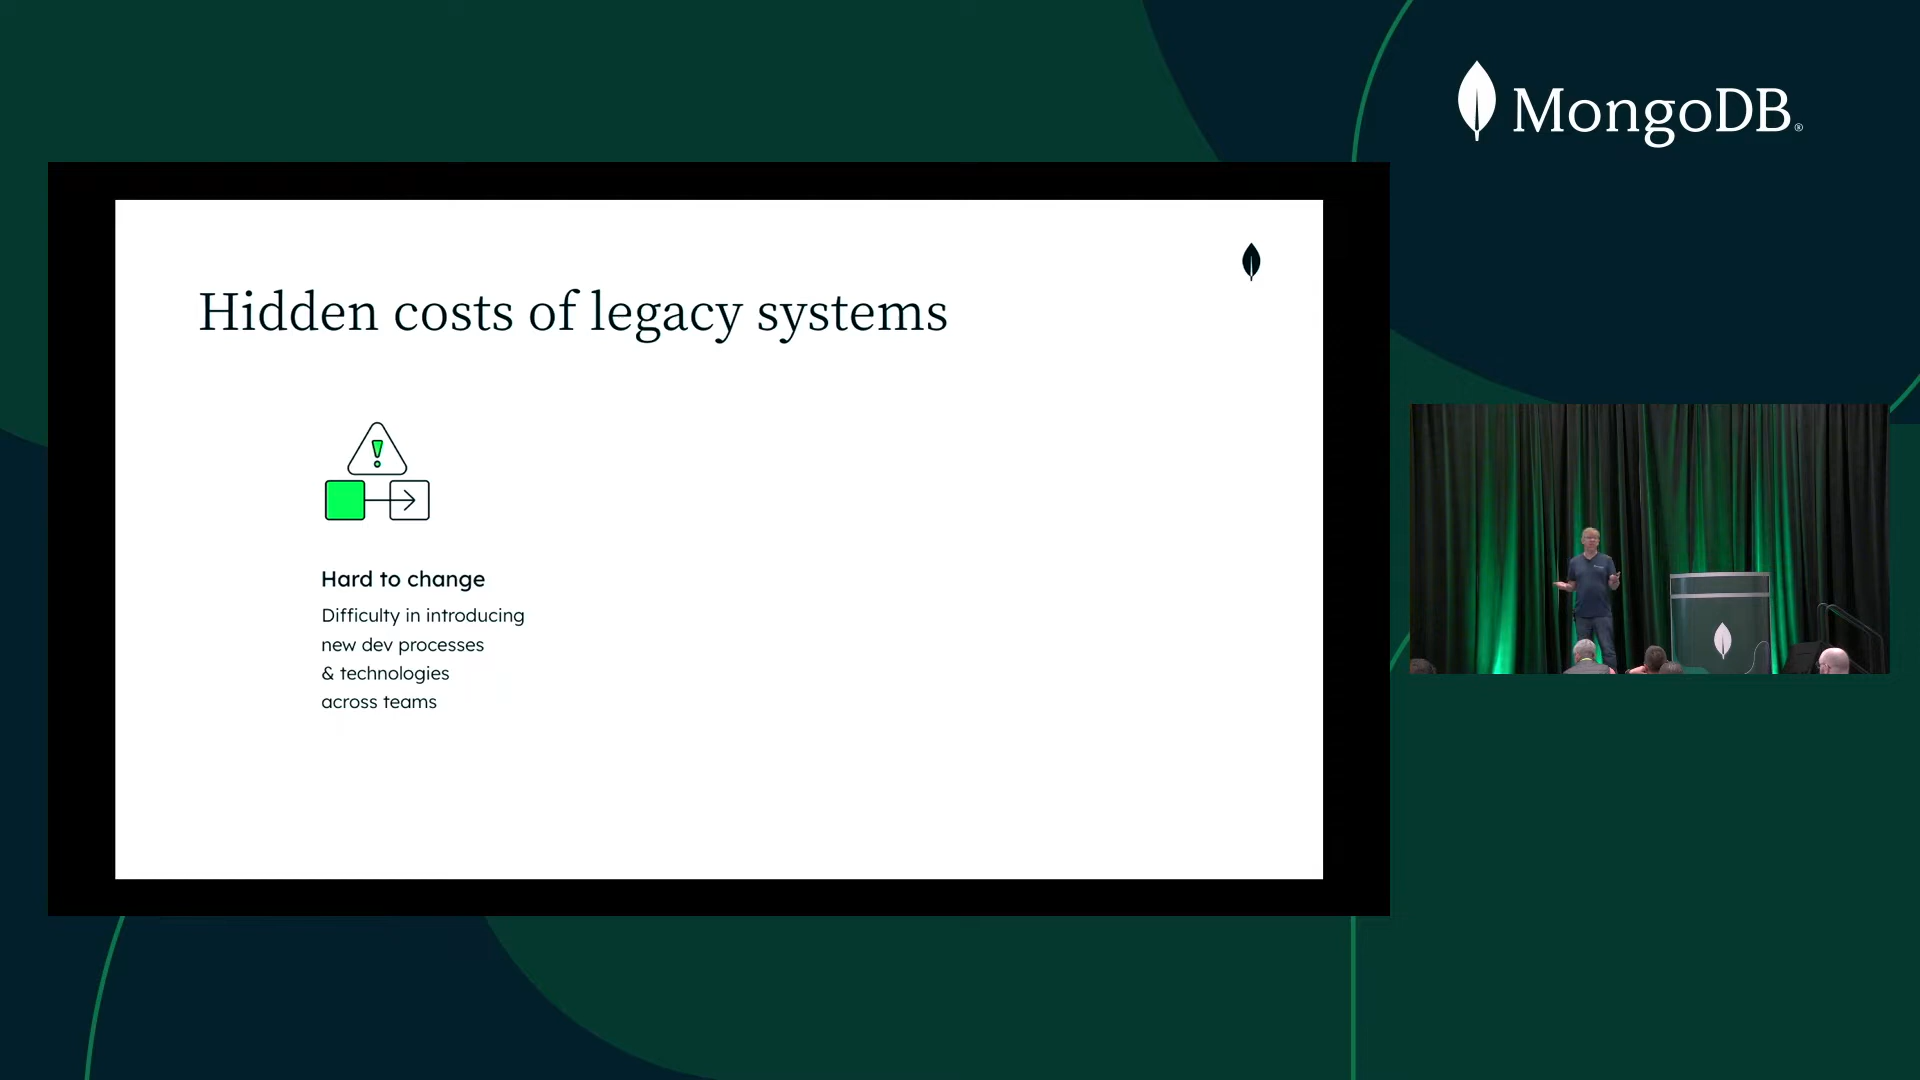 MongoDB®
Hidden costs of legacy systems
Hard to change
Difficulty in introducing
new dev processes
& technologies
across teams